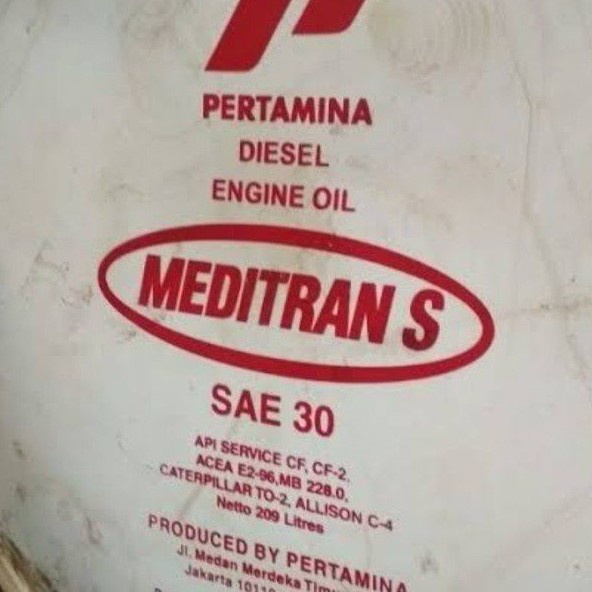 PERTAMINA
DIESEL
ENGINE OIL
MEDITRAN S
SAE 30
API SERVICE CF, CF-2,
ACEA E2-96,MB 228.0,
CATERPILLAR TO-2, ALLISON C-4
Netto 209 Litres
PRODUCED BY PERTAMINA
Jl. Medan Merdeka
Jakarta